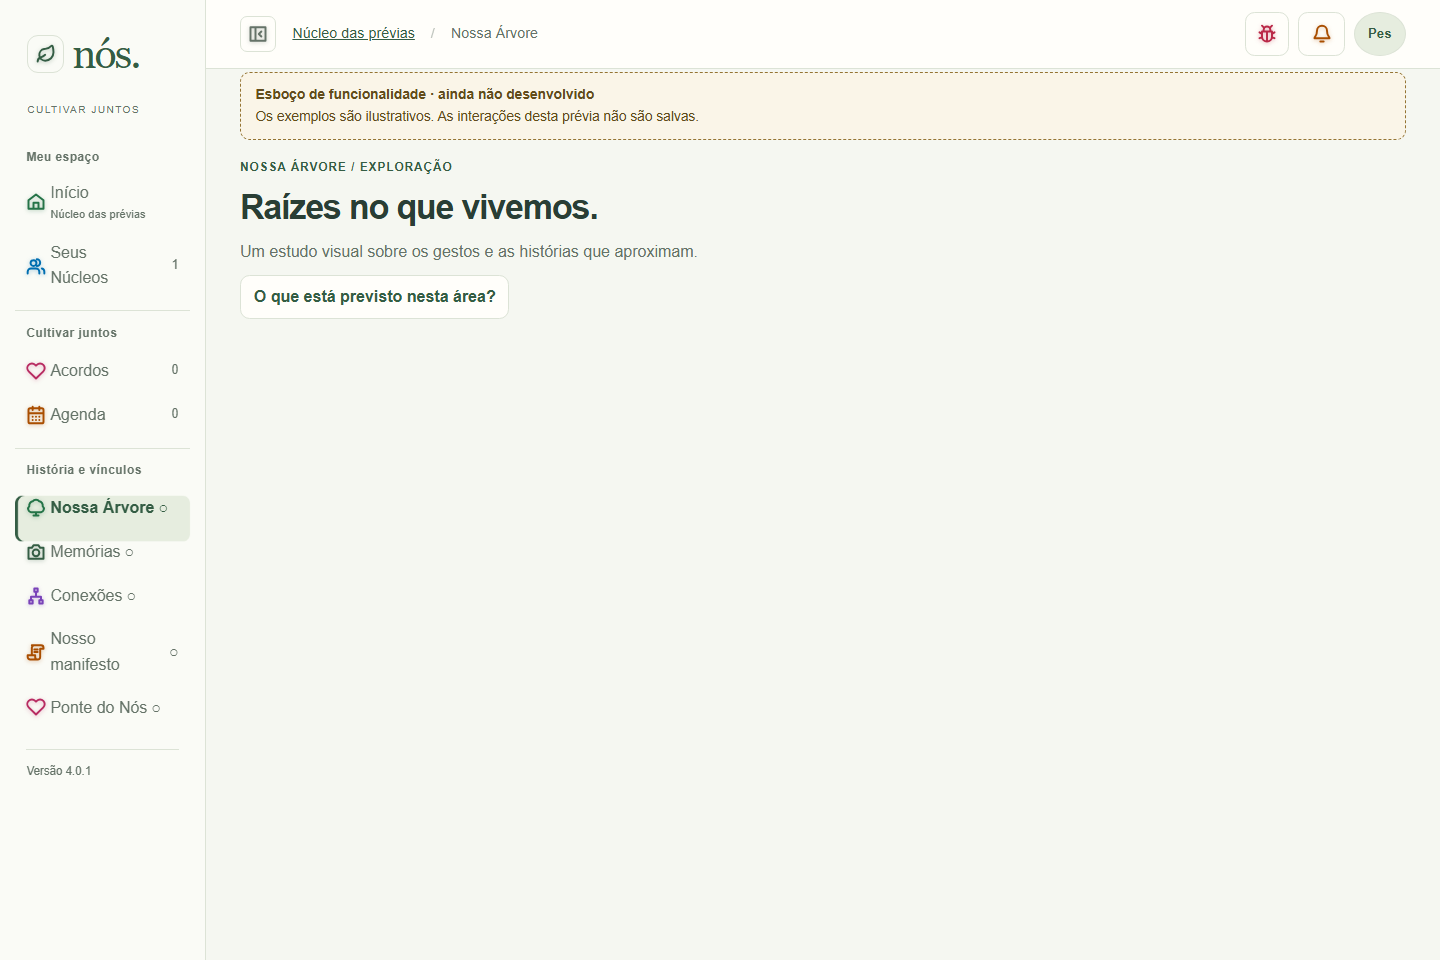 nós.
CULTIVAR JUNTOS
Meu espaço
Início
Núcleo das prévias
Seus
Núcleos
1
Cultivar juntos
Acordos
0
Agenda
0
História e vínculos
Nossa Árvore ○
Memórias ○
Conexões ○
Nosso
manifesto
○
Ponte do Nós ○
Versão 4.0.1
Núcleo das prévias / Nossa Árvore
Pes
Esboço de funcionalidade · ainda não desenvolvido
Os exemplos são ilustrativos. As interações desta prévia não são salvas.
NOSSA ÁRVORE / EXPLORAÇÃO
Raízes no que vivemos.
Um estudo visual sobre os gestos e as histórias que aproximam.
O que está previsto nesta área?